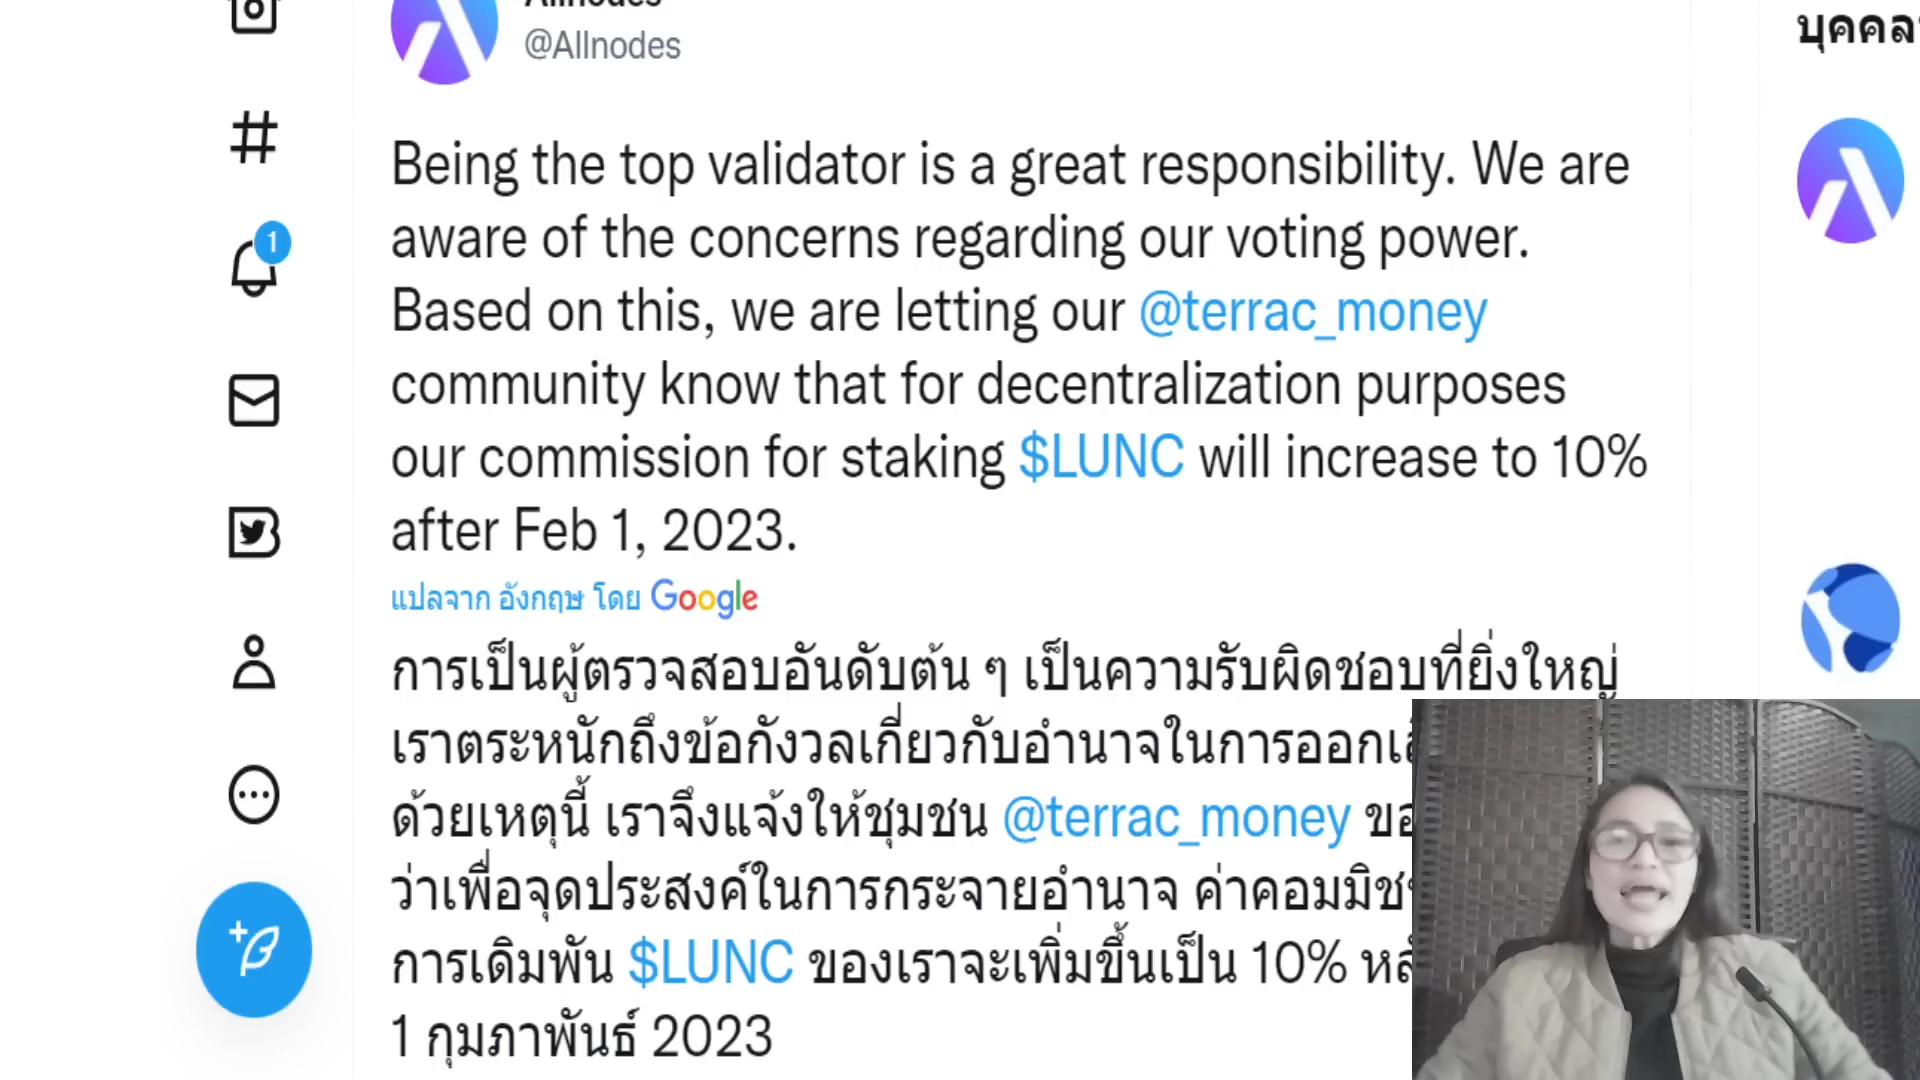 @Allnodes
บุคคล
1
Being the top validator is a great responsibility. We are
aware of the concerns regarding our voting power.
Based on this, we are letting our @terrac_money
community know that for decentralization purposes
our commission for staking $LUNC will increase to 10%
after Feb 1, 2023.
แปลจาก อังกฤษ โดย Google
การเป็นผู้ตรวจสอบอันดับต้น ๆ เป็นความรับผิดชอบที่ยิ่งใหญ่
เราตระหนักถึงข้อกังวลเกี่ยวกับอำนาจในการออกเ
ด้วยเหตุนี้ เราจึงแจ้งให้ชุมชน @terrac_money ขอ
ว่าเพื่อจุดประสงค์ในการกระจายอำนาจ ค่าคอมมิช
การเดิมพัน $LUNC ของเราจะเพิ่มขึ้นเป็น 10% หลั
1 กุมภาพันธ์ 2023